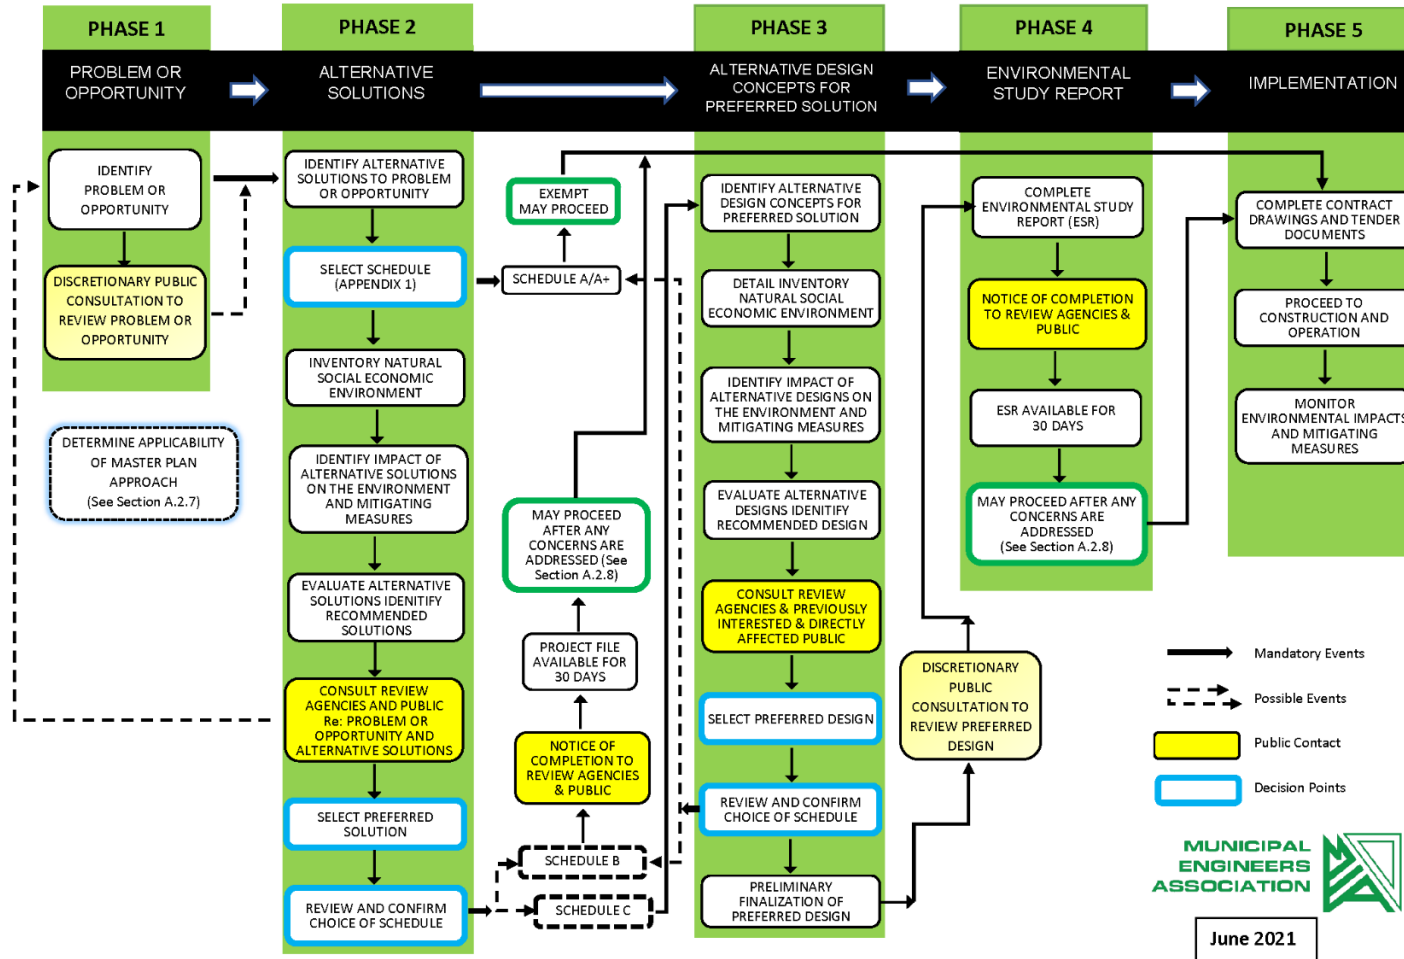 PHASE 1
PROBLEM OR
OPPORTUNITY
IDENTIFY
PROBLEM OR
OPPORTUNITY
DISCRETIONARY PUBLIC
CONSULTATION TO
REVIEW PROBLEM OR
OPPORTUNITY
DETERMINE APPLICABILITY
OF MASTER PLAN
APPROACH
(See Section A.2.7)
PHASE 2
ALTERNATIVE
SOLUTIONS
IDENTIFY ALTERNATIVE
SOLUTIONS TO PROBLEM
OR OPPORTUNITY
SELECT SCHEDULE
(APPENDIX 1)
INVENTORY NATURAL
SOCIAL ECONOMIC
ENVIRONMENT
IDENTIFY IMPACT OF
ALTERNATIVE SOLUTIONS
ON THE ENVIRONMENT
AND MITIGATING
MEASURES
EVALUATE ALTERNATIVE
SOLUTIONS IDENTIFY
RECOMMENDED
SOLUTIONS
CONSULT REVIEW
AGENCIES AND PUBLIC
Re: PROBLEM OR
OPPORTUNITY AND
ALTERNATIVE SOLUTIONS
SELECT PREFERRED
SOLUTION
REVIEW AND CONFIRM
CHOICE OF SCHEDULE
EXEMPT
MAY PROCEED
SCHEDULE A/A+
MAY PROCEED
AFTER ANY
CONCERNS ARE
ADDRESSED (See
Section A.2.8)
PROJECT FILE
AVAILABLE FOR
30 DAYS
NOTICE OF
COMPLETION TO
REVIEW AGENCIES
& PUBLIC
SCHEDULE B
SCHEDULE C
PHASE 3
ALTERNATIVE DESIGN
CONCEPTS FOR
PREFERRED SOLUTION
IDENTIFY ALTERNATIVE
DESIGN CONCEPTS FOR
PREFERRED SOLUTION
DETAIL INVENTORY
NATURAL SOCIAL
ECONOMIC ENVIRONMENT
IDENTIFY IMPACT OF
ALTERNATIVE DESIGNS ON
THE ENVIRONMENT AND
MITIGATING MEASURES
EVALUATE ALTERNATIVE
DESIGNS IDENTIFY
RECOMMENDED DESIGN
CONSULT REVIEW
AGENCIES & PREVIOUSLY
INTERESTED & DIRECTLY
AFFECTED PUBLIC
SELECT PREFERRED DESIGN
REVIEW AND CONFIRM
CHOICE OF SCHEDULE
PRELIMINARY
FINALIZATION OF
PREFERRED DESIGN
DISCRETIONARY
PUBLIC
CONSULTATION TO
REVIEW PREFERRED
DESIGN
PHASE 4
ENVIRONMENTAL
STUDY REPORT
COMPLETE
ENVIRONMENTAL STUDY
REPORT (ESR)
NOTICE OF COMPLETION
TO REVIEW AGENCIES &
PUBLIC
ESR AVAILABLE FOR
30 DAYS
MAY PROCEED AFTER ANY
CONCERNS ARE
ADDRESSED
(See Section A.2.8)
PHASE 5
IMPLEMENTATION
COMPLETE CONTRACT
DRAWINGS AND TENDER
DOCUMENTS
PROCEED TO
CONSTRUCTION AND
OPERATION
MONITOR
ENVIRONMENTAL IMPACTS
AND MITIGATING
MEASURES
Mandatory Events
Possible Events
Public Contact
Decision Points
MUNICIPAL
ENGINEERS
ASSOCIATION
MEA
June 2021